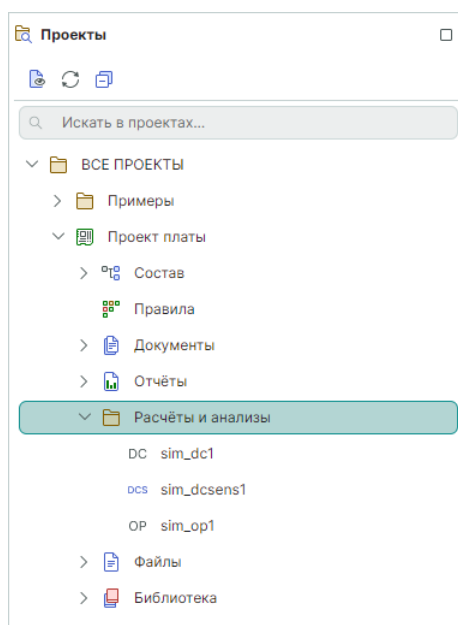 Проекты
Искать в проектах...
ВСЕ ПРОЕКТЫ
Примеры
Проект платы
Состав
Правила
Документы
Отчёты
Расчёты и анализы
DC sim_dc1
DCS sim_dcsens1
OP sim_op1
Файлы
Библиотека